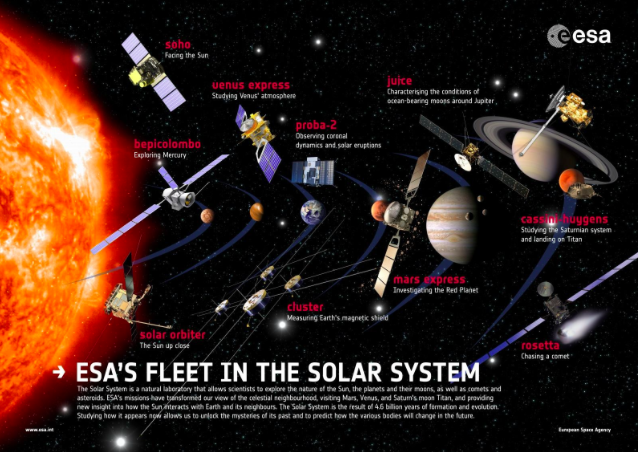 esa
soho
Facing the Sun
venus express
Studying Venus' atmosphere
juice
Characterising the conditions of
ocean-bearing moons around Jupiter
proba-2
Observing coronal
dynamics and solar eruptions
bepicolombo
Exploring Mercury
cassini-huygens
Studying the Saturnian system
and landing on Titan
mars express
Investigating the Red Planet
cluster
Measuring Earth's magnetic shield
solar orbiter
The Sun up close
rosetta
Chasing a comet
→ ESA'S FLEET IN THE SOLAR SYSTEM
The Solar System is a natural laboratory that allows scientists to explore the nature of the Sun, the planets and their moons, as well as comets and
asteroids. ESA's missions have transformed our view of the celestial neighbourhood, visiting Mars, Venus, and Saturn's moon Titan, and providing
new insight into how the Sun interacts with Earth and its neighbours. The Solar System is the result of 4.6 billion years of formation and evolution.
Studying how it appears now allows us to unlock the mysteries of its past and to predict how the various bodies will change in the future.
www.esa.int
European Space Agency